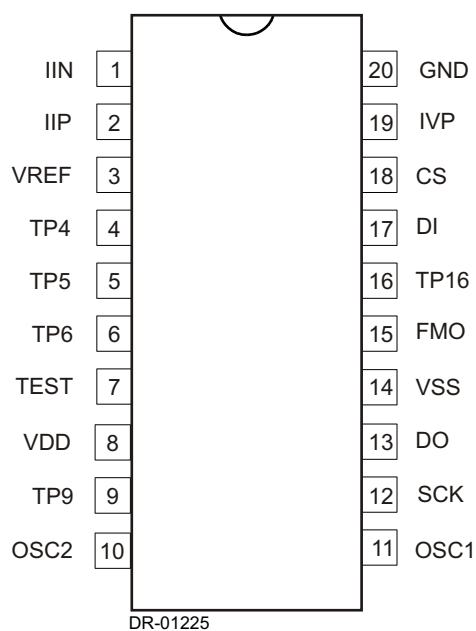 IIN 1 20 GND
IIP 2 19 IVP
VREF 3 18 CS
TP4 4 17 DI
TP5 5 16 TP16
TP6 6 15 FMO
TEST 7 14 VSS
VDD 8 13 DO
TP9 9 12 SCK
OSC2 10 11 OSC1
DR-01225